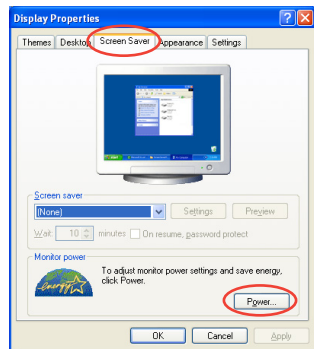 Display Properties
Themes Desktop Screen Saver Appearance Settings
Screen saver
(None) Settings Preview
Wait: 10 minutes On resume, password protect
Monitor power
To adjust monitor power settings and save energy,
click Power.
energy
Power...
OK Cancel Apply